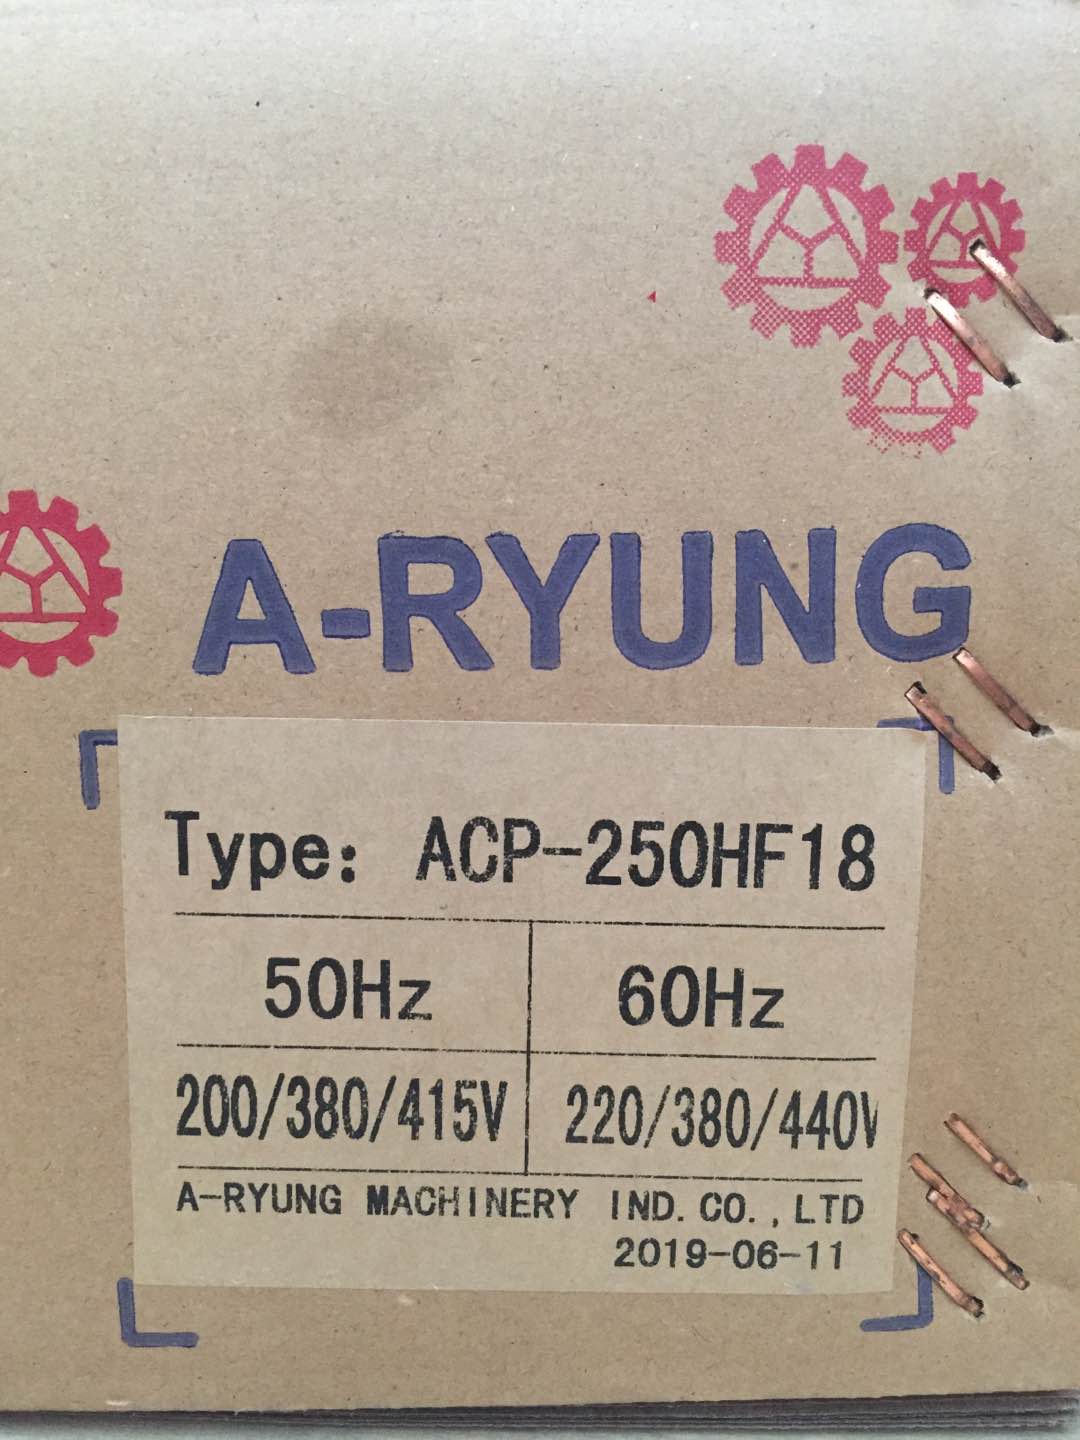 A-RYUNG
Type: ACP-250HF18
50Hz
60Hz
200/380/415V
220/380/440V
A-RYUNG MACHINERY IND.CO.,LTD
2019-06-11